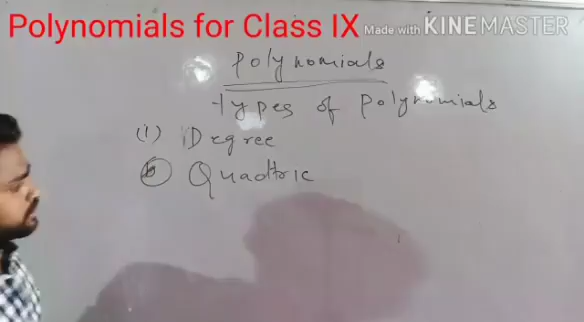 Polynomials for Class IX Made with KINEMASTER
Polynomials
Types of Polynomials
(1) Degree
(b) Quadtric